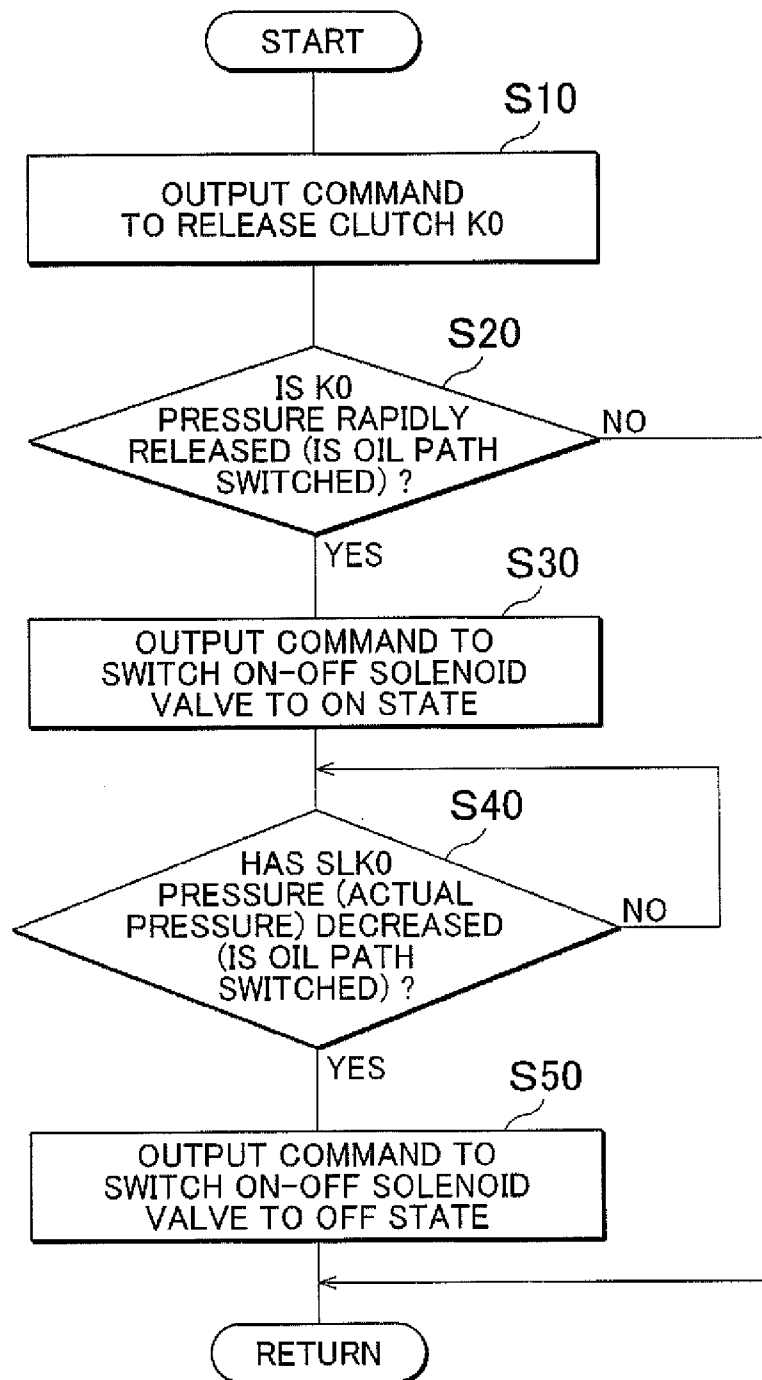 START
S10
OUTPUT COMMAND
TO RELEASE CLUTCH K0
S20
IS K0
PRESSURE RAPIDLY
RELEASED (IS OIL PATH
SWITCHED) ?
NO
YES
S30
OUTPUT COMMAND TO
SWITCH ON-OFF SOLENOID
VALVE TO ON STATE
S40
HAS SLK0
PRESSURE (ACTUAL
PRESSURE) DECREASED
(IS OIL PATH
SWITCHED) ?
NO
YES
S50
OUTPUT COMMAND TO
SWITCH ON-OFF SOLENOID
VALVE TO OFF STATE
RETURN